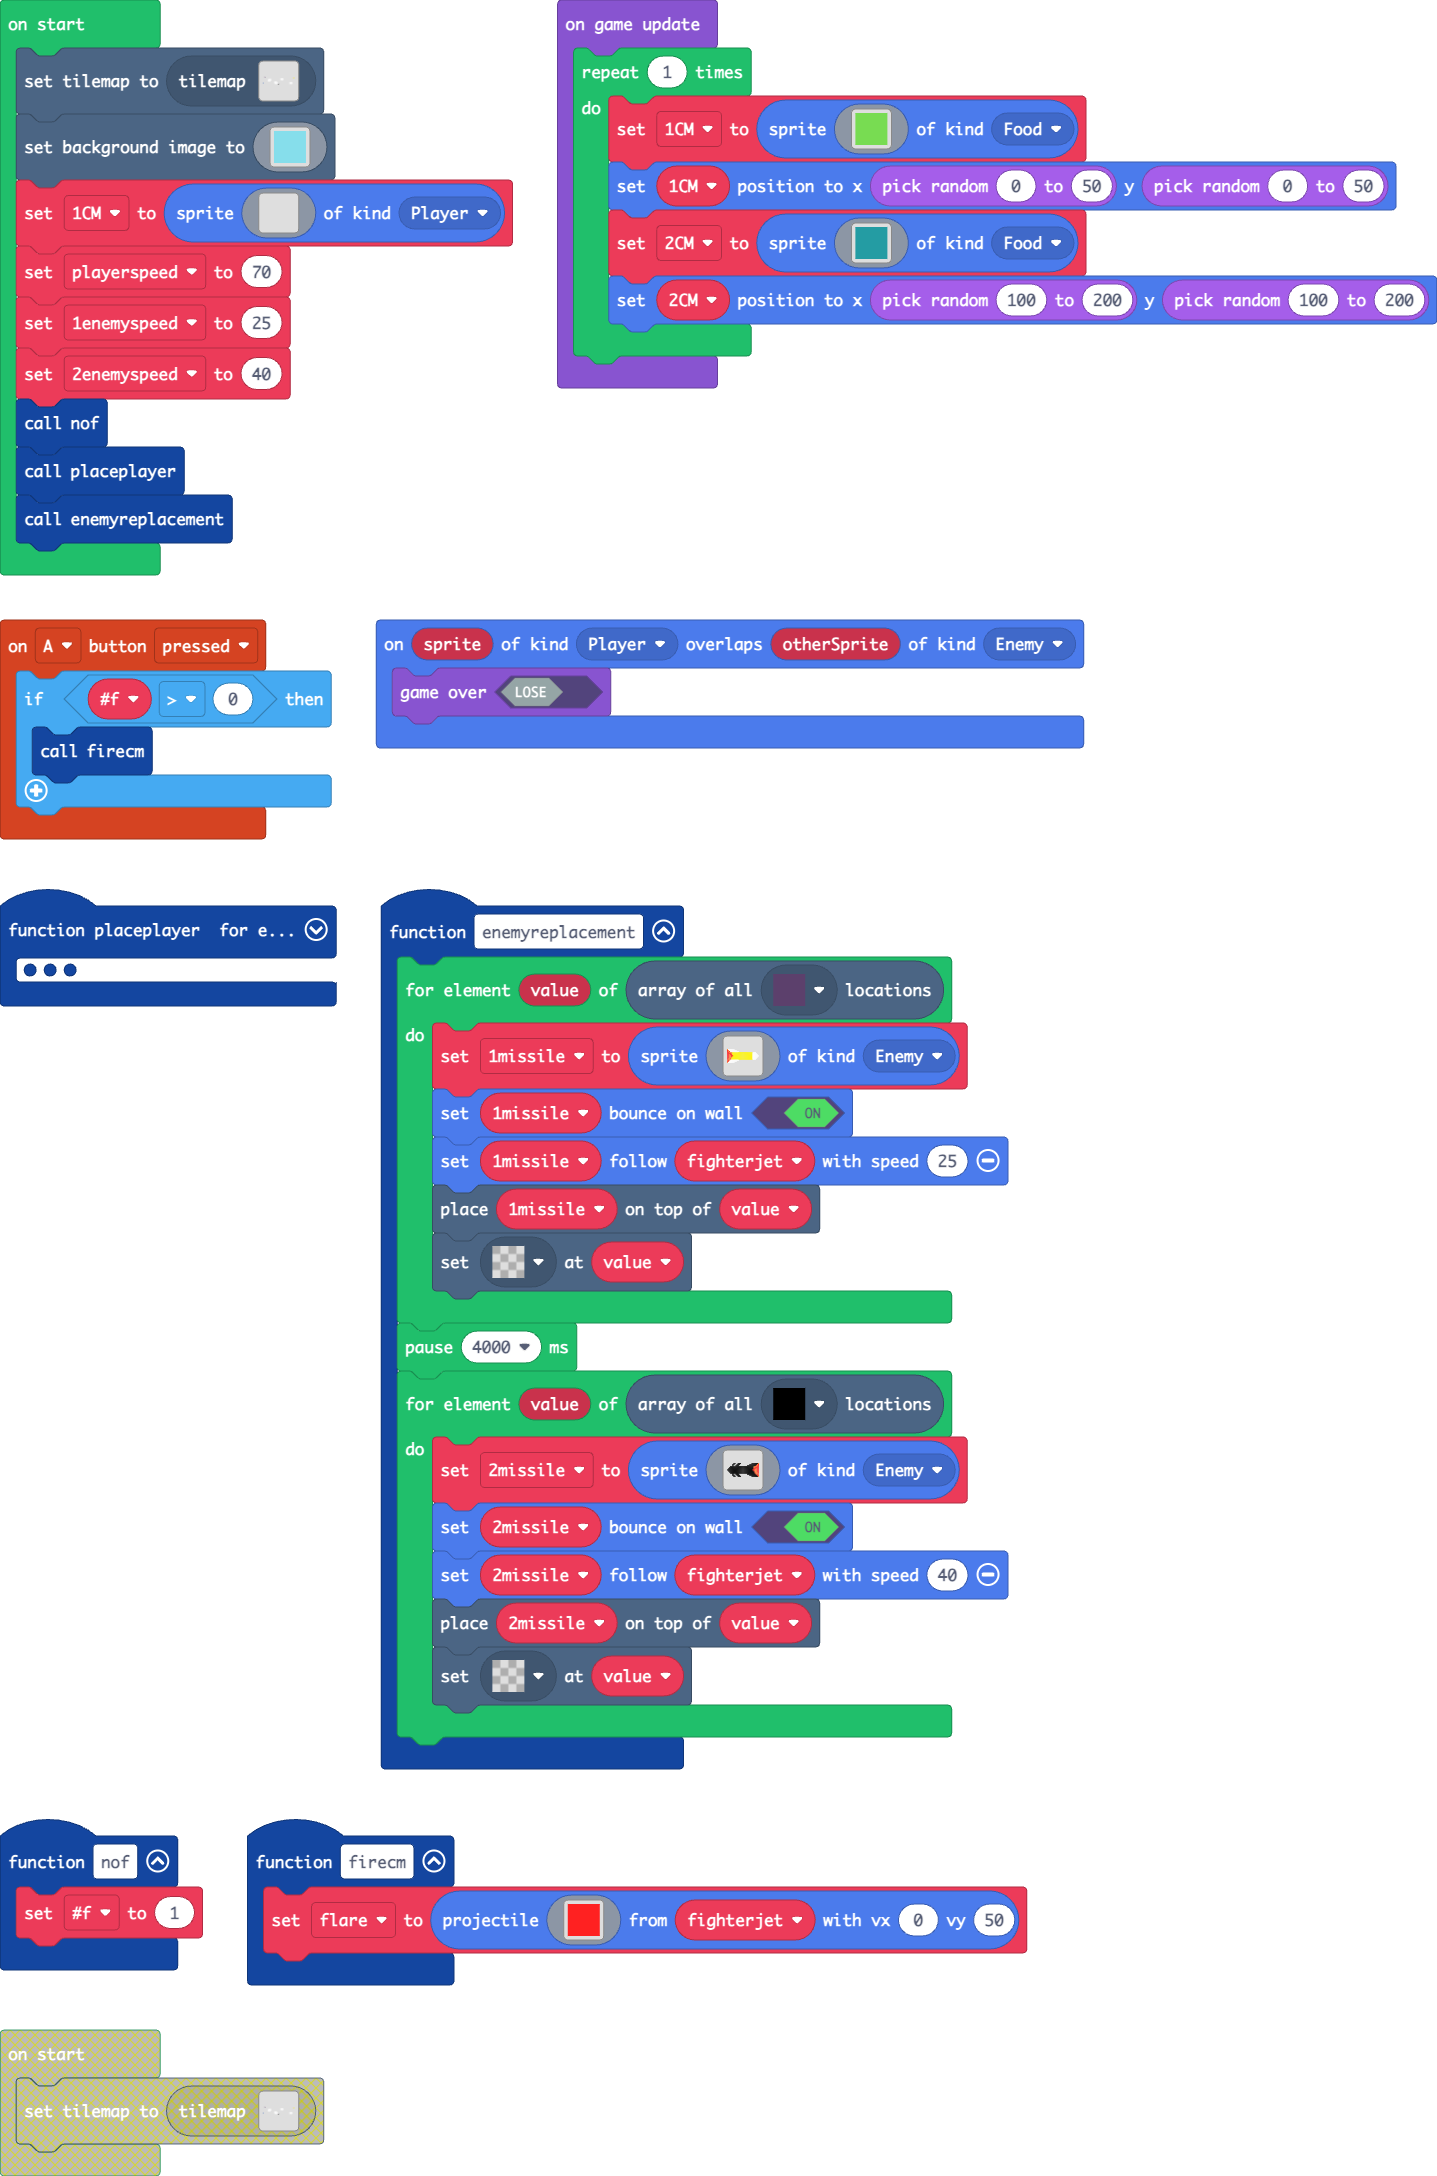 on start
set tilemap to tilemap
set background image to
set 1CM to sprite of kind Player
set playerspeed to 70
set 1enemyspeed to 25
set 2enemyspeed to 40
call nof
call placeplayer
call enemyreplacement
on game update
repeat 1 times
do
set 1CM to sprite of kind Food
set 1CM position to x pick random 0 to 50 y pick random 0 to 50
set 2CM to sprite of kind Food
set 2CM position to x pick random 100 to 200 y pick random 100 to 200
on A button pressed
if #f > 0 then
call firecm
on sprite of kind Player overlaps otherSprite of kind Enemy
game over LOSE
function placeplayer for e...
function enemyreplacement
for element value of array of all locations
do
set 1missile to sprite of kind Enemy
set 1missile bounce on wall ON
set 1missile follow fighterjet with speed 25
place 1missile on top of value
set at value
pause 4000 ms
for element value of array of all locations
do
set 2missile to sprite of kind Enemy
set 2missile bounce on wall ON
set 2missile follow fighterjet with speed 40
place 2missile on top of value
set at value
function nof
set #f to 1
function firecm
set flare to projectile from fighterjet with vx 0 vy 50
on start
set tilemap to tilemap